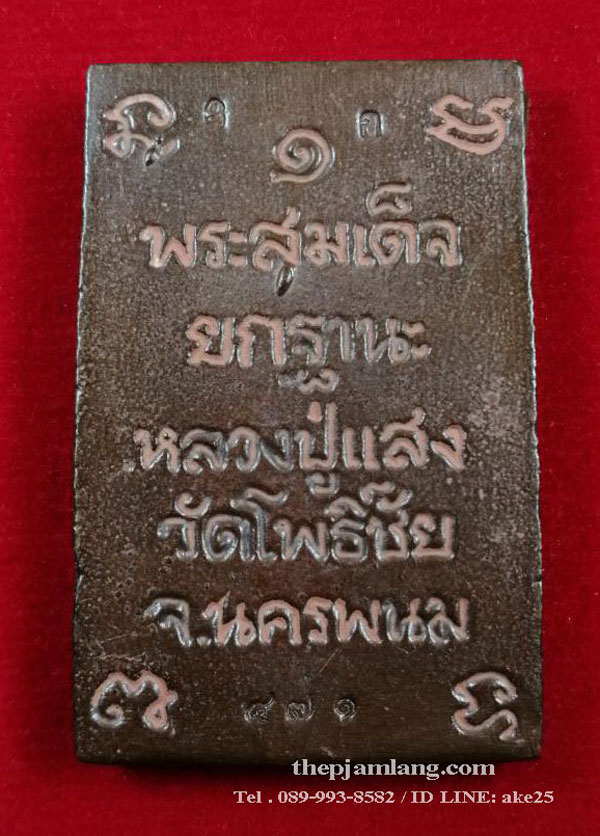 ๑
พระสมเด็จ
ยกฐานะ
หลวงปู่แสง
วัดโพธิ์ชัย
จ.นครพนม
๔๗๑
thepjamlang.com
Tel . 089-993-8582 / ID LINE: ake25